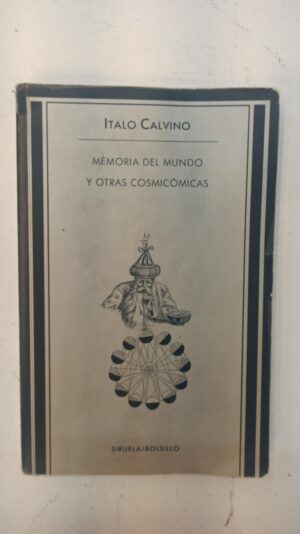 ITALO CALVINO
MEMORIA DEL MUNDO
Y OTRAS COSMICÓMICAS
SIRUELA/BOLSILLO